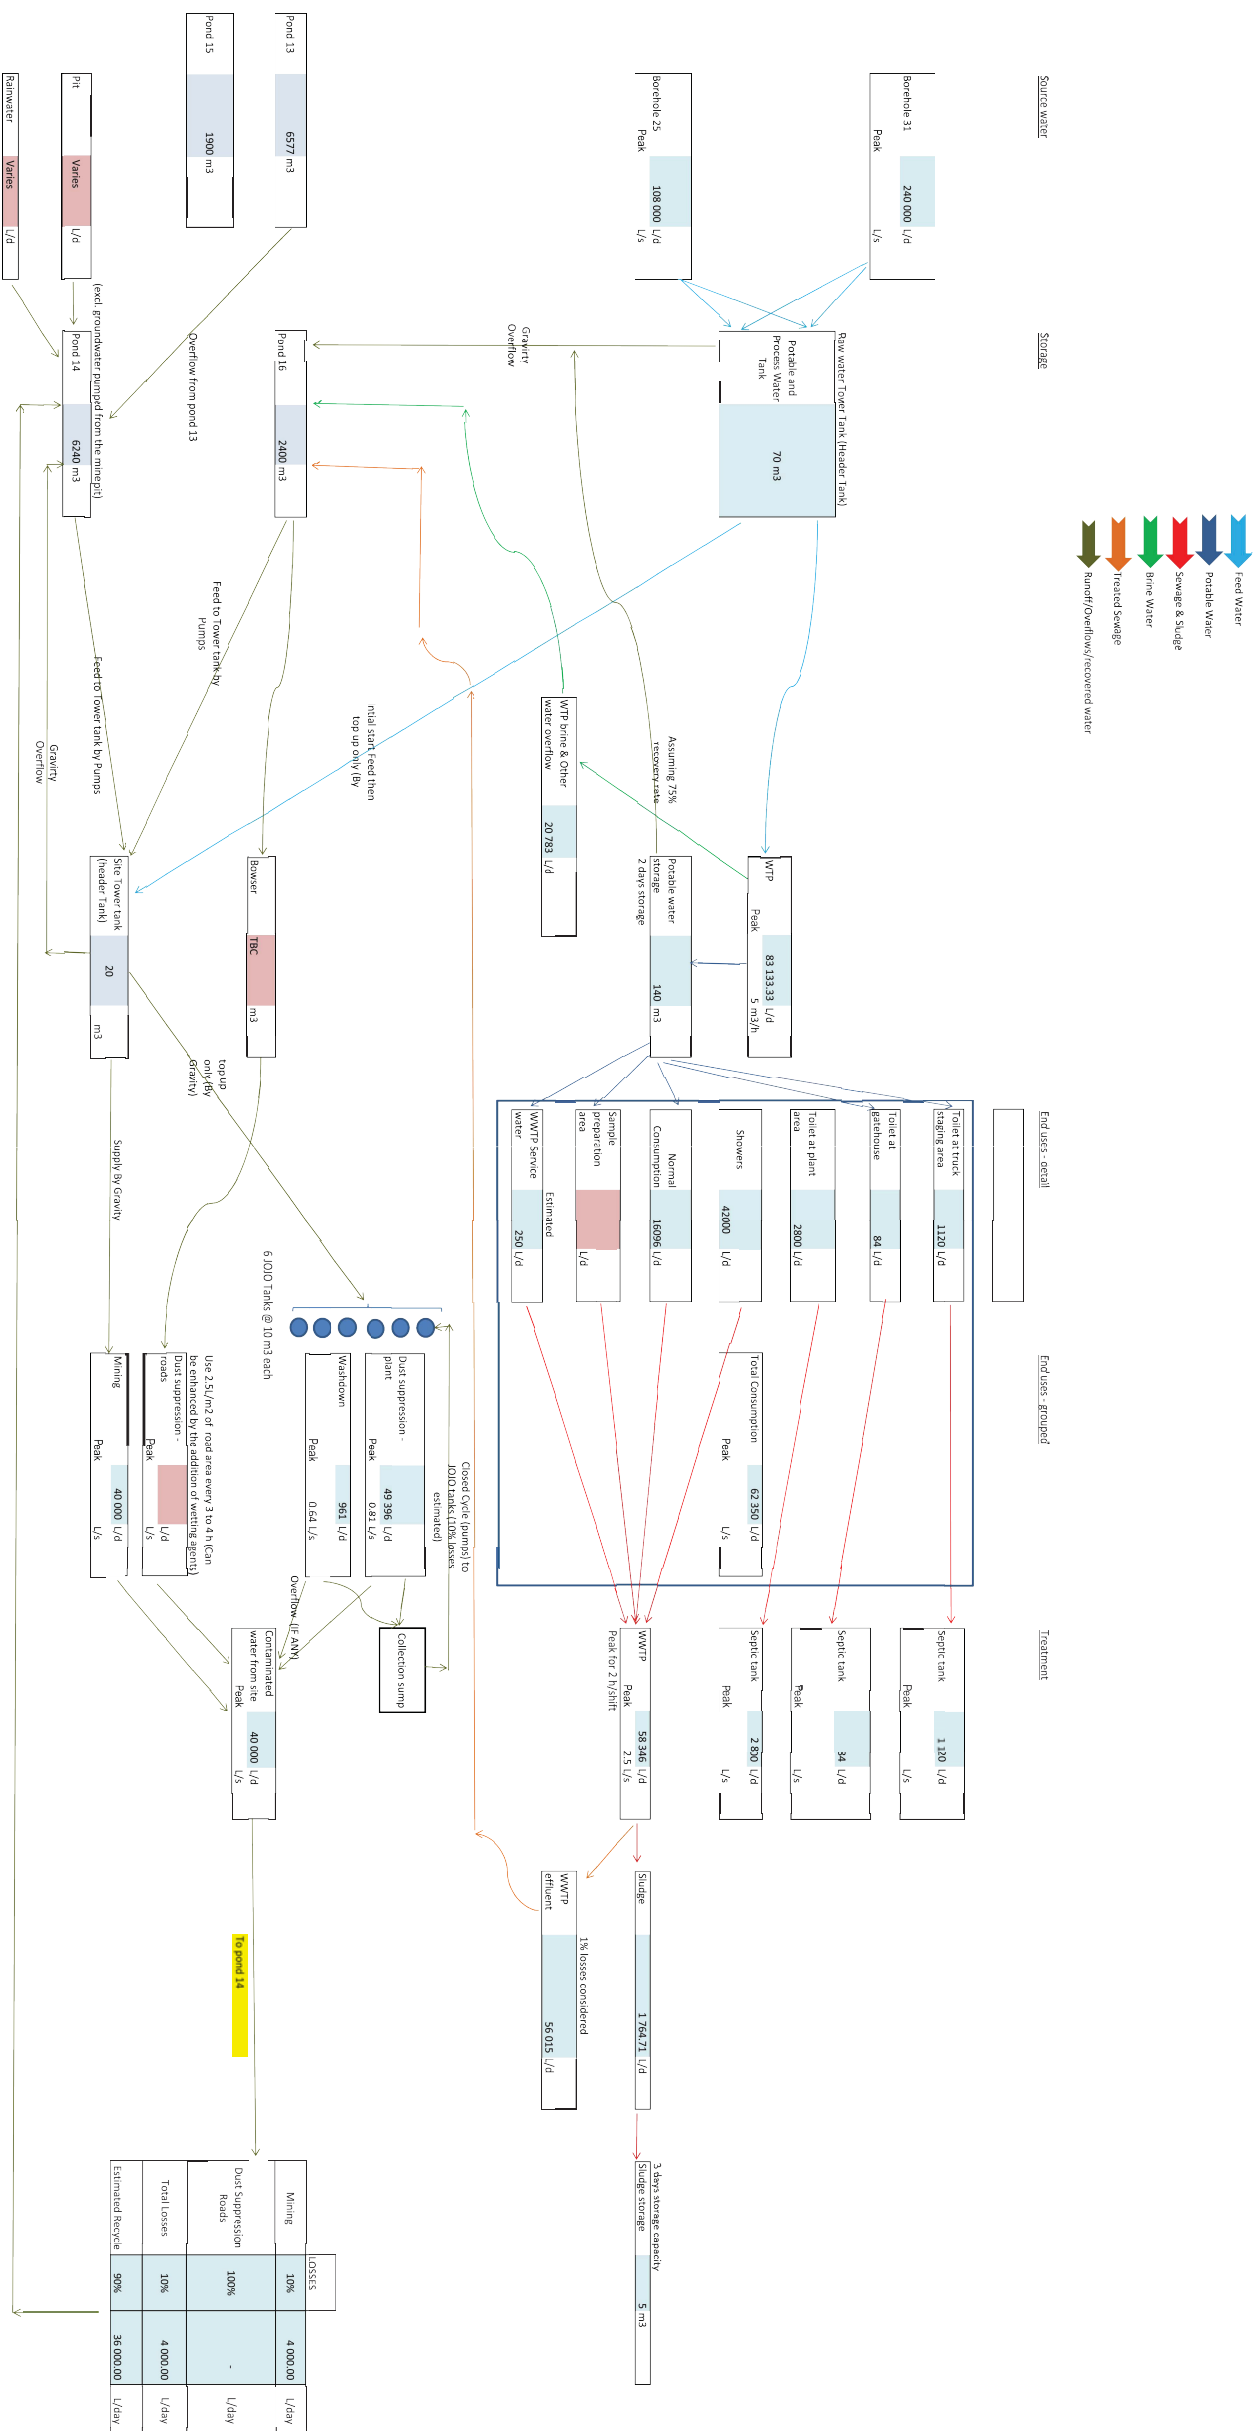 Feed Water
Potable Water
Sewage & Sludge
Brine Water
Treated Sewage
Runoff/Overflows/recovered water
Source water
Storage
End uses - detail
End uses - grouped
Treatment
Borehole 31
240 000 L/d
Peak
L/s
Borehole 25
108 000 L/d
Peak
L/s
Pond 13
6577 m3
Pond 15
1900 m3
Pit
Varies
L/d
Rainwater
Varies
L/d
Raw water Tower Tank (Header Tank)
Potable and
Process Water
Tank
70 m3
Gravirty
Overflow
Pond 16
2400 m3
Overflow from pond 13
(excl. groundwater pumped from the minepit)
Pond 14
6240 m3
Feed to Tower tank by
Pumps
Feed to Tower tank by Pumps
Gravirty
Overflow
ntial start Feed then
top up only (By
WTP brine & Other
water overflow
20 783 L/d
Assuming 75%
recovery rate
WTP
83 133.33 L/d
Peak
5 m3/h
Potable water
storage
2 days storage
140 m3
Bowser
TBC
m3
Site Tower tank
(header Tank)
20
m3
top up
only (By
Gravity)
Supply By Gravity
Toilet at truck
staging area
1120 L/d
Toilet at
gatehouse
84 L/d
Toilet at plant
area
2800 L/d
Showers
42000
L/d
Normal
Consumption
16096 L/d
Sample
preparation
area
L/d
Estimated
WWTP Service
water
250 L/d
Total Consumption
62 350 L/d
Peak
L/s
6 JOJO Tanks @ 10 m3 each
Closed Cycle (pumps) to
JOJO tanks (10% losses
estimated)
Dust suppression -
plant
49 396 L/d
Peak
0.81 L/s
Washdown
961 L/d
Peak
0.64 L/s
Use 2.5L/m2 of road area every 3 to 4 h (Can
be enhanced by the addition of wetting agents)
Dust suppression -
roads
L/d
Peak
L/s
Mining
40 000 L/d
Peak
L/s
Septic tank
1 120 L/d
Peak
L/s
Septic tank
L/d
Peak
L/s
Septic tank
2 800 L/d
Peak
L/s
WWTP
58 346 L/d
Peak
2.5 L/s
Peak for 2 h/shift
Collection sump
Overflow (IF ANY)
Contaminated
water from site
40 000 L/d
Peak
L/s
Sludge
1 764.71 L/d
1% losses considered
WWTP
effluent
56 015 L/d
To pond 14
3 days storage capacity
Sludge storage
5 m3
LOSSES
Mining
10%
4 000.00
L/day
Dust Suppression
Roads
100%
-
L/day
Total Losses
10%
4 000.00
L/day
Estimated Recycle
90%
36 000.00
L/day